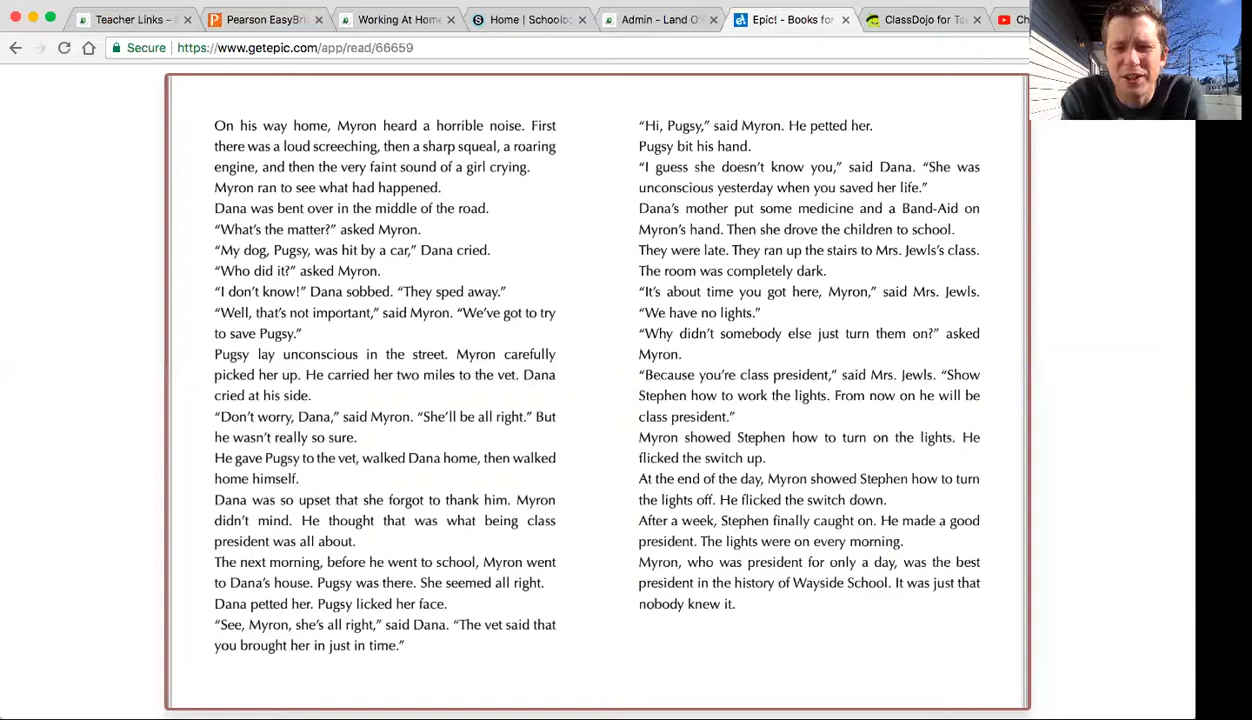 Teacher Links –
Pearson EasyBri
Working At Home
Home | Schoolo
Admin - Land O'
Epic! - Books for
ClassDojo for Te
Ch
Secure
https://www.getepic.com/app/read/66659
On his way home, Myron heard a horrible noise. First
there was a loud screeching, then a sharp squeal, a roaring
engine, and then the very faint sound of a girl crying.
Myron ran to see what had happened.
Dana was bent over in the middle of the road.
“What’s the matter?” asked Myron.
“My dog, Pugsy, was hit by a car,” Dana cried.
“Who did it?” asked Myron.
“I don’t know!” Dana sobbed. “They sped away.”
“Well, that’s not important,” said Myron. “We’ve got to try
to save Pugsy.”
Pugsy lay unconscious in the street. Myron carefully
picked her up. He carried her two miles to the vet. Dana
cried at his side.
“Don’t worry, Dana,” said Myron. “She’ll be all right.” But
he wasn’t really so sure.
He gave Pugsy to the vet, walked Dana home, then walked
home himself.
Dana was so upset that she forgot to thank him. Myron
didn’t mind. He thought that was what being class
president was all about.
The next morning, before he went to school, Myron went
to Dana’s house. Pugsy was there. She seemed all right.
Dana petted her. Pugsy licked her face.
“See, Myron, she’s all right,” said Dana. “The vet said that
you brought her in just in time.”
“Hi, Pugsy,” said Myron. He petted her.
Pugsy bit his hand.
“I guess she doesn’t know you,” said Dana. “She was
unconscious yesterday when you saved her life.”
Dana’s mother put some medicine and a Band-Aid on
Myron’s hand. Then she drove the children to school.
They were late. They ran up the stairs to Mrs. Jewls’s class.
The room was completely dark.
“It’s about time you got here, Myron,” said Mrs. Jewls.
“We have no lights.”
“Why didn’t somebody else just turn them on?” asked
Myron.
“Because you’re class president,” said Mrs. Jewls. “Show
Stephen how to work the lights. From now on he will be
class president.”
Myron showed Stephen how to turn on the lights. He
flicked the switch up.
At the end of the day, Myron showed Stephen how to turn
the lights off. He flicked the switch down.
After a week, Stephen finally caught on. He made a good
president. The lights were on every morning.
Myron, who was president for only a day, was the best
president in the history of Wayside School. It was just that
nobody knew it.